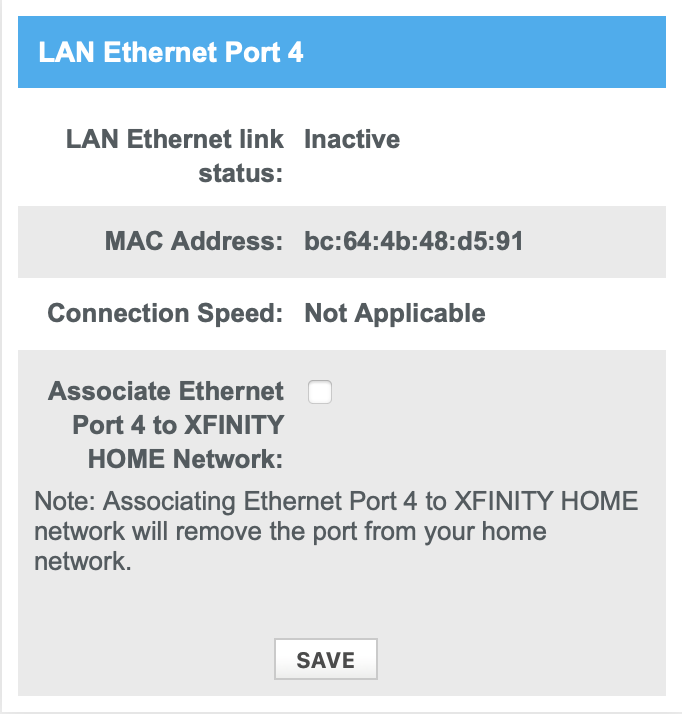 LAN Ethernet Port 4
LAN Ethernet link Inactive
status:
MAC Address: bc:64:4b:48:d5:91
Connection Speed: Not Applicable
Associate Ethernet
Port 4 to XFINITY
HOME Network:
Note: Associating Ethernet Port 4 to XFINITY HOME
network will remove the port from your home
network.
SAVE